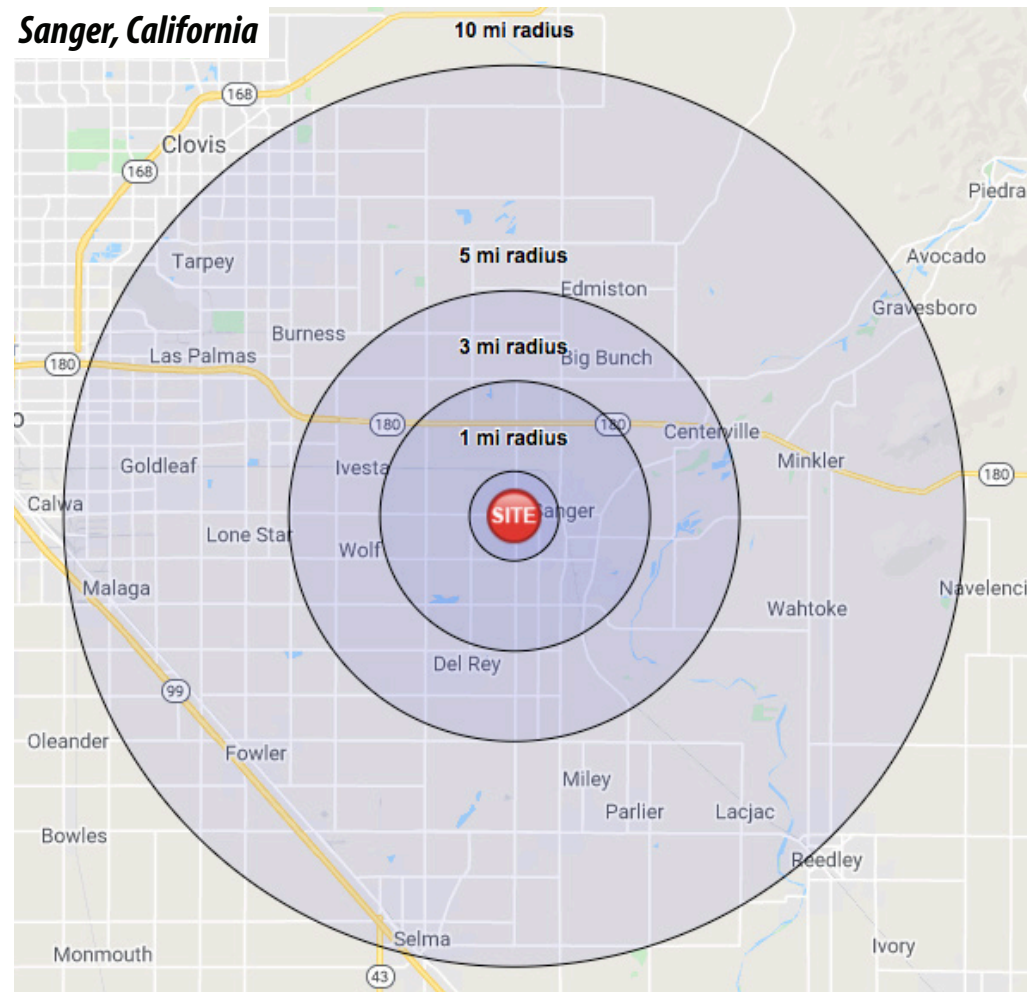 Sanger, California
10 mi radius
168
Clovis
168
Piedra
5 mi radius
Tarpey
Avocado
Edmiston
Gravesboro
Burness
3 mi radius
Las Palmas
Big Bunch
180
180
180
1 mi radius
Centerville
Goldleaf
Ivesta
Minkler
180
Calwa
SITE
Sanger
Lone Star
Wolf
Malaga
Navelenci
Wahtoke
Del Rey
99
Oleander
Fowler
Miley
Parlier
Lacjac
Bowles
Reedley
Selma
Monmouth
Ivory
43